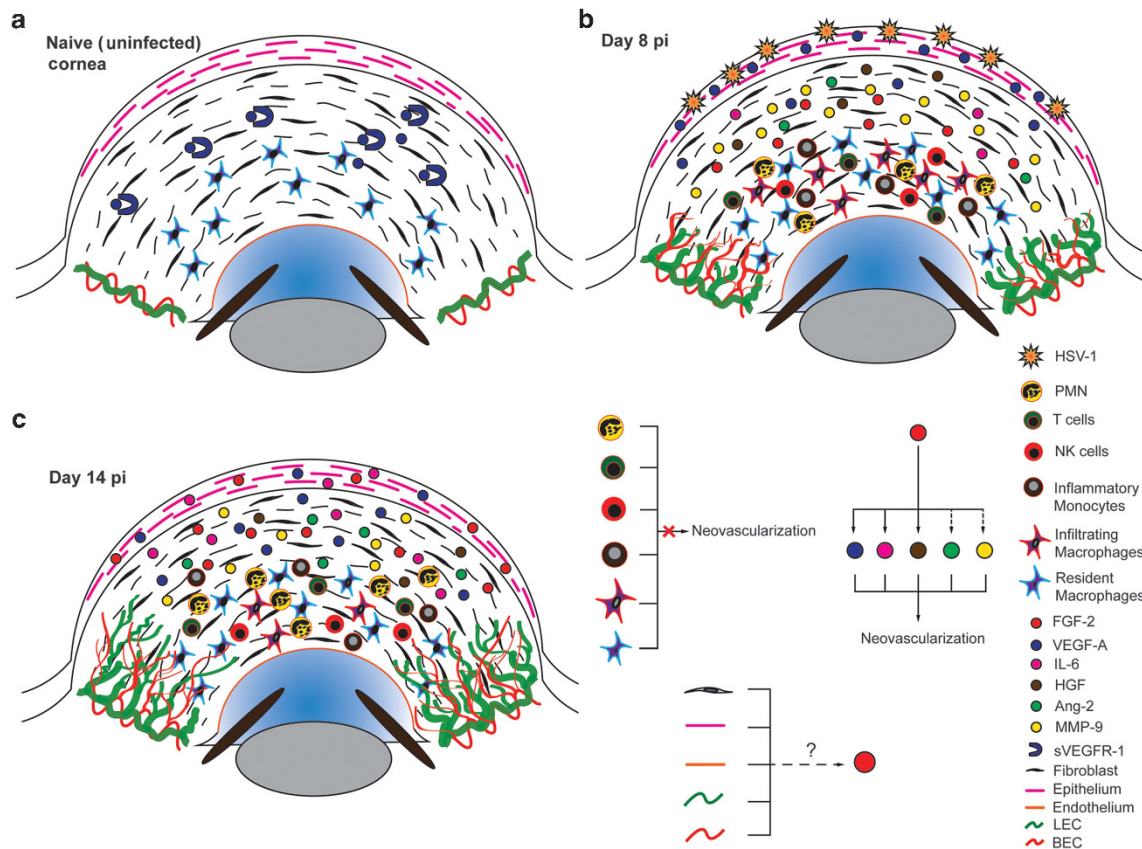 a
Naive (uninfected)
cornea
b
Day 8 pi
c
Day 14 pi
Neovascularization
Neovascularization
?
HSV-1
PMN
T cells
NK cells
Inflammatory
Monocytes
Infiltrating
Macrophages
Resident
Macrophages
FGF-2
VEGF-A
IL-6
HGF
Ang-2
MMP-9
sVEGFR-1
Fibroblast
Epithelium
Endothelium
LEC
BEC